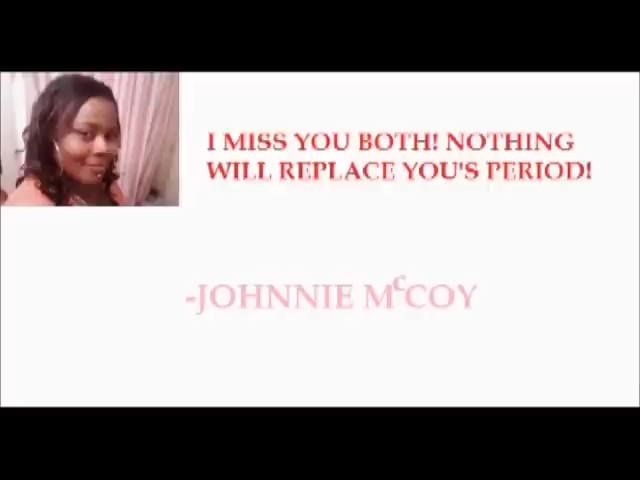 I MISS YOU BOTH! NOTHING
WILL REPLACE YOU'S PERIOD!
-JOHNNIE McCOY